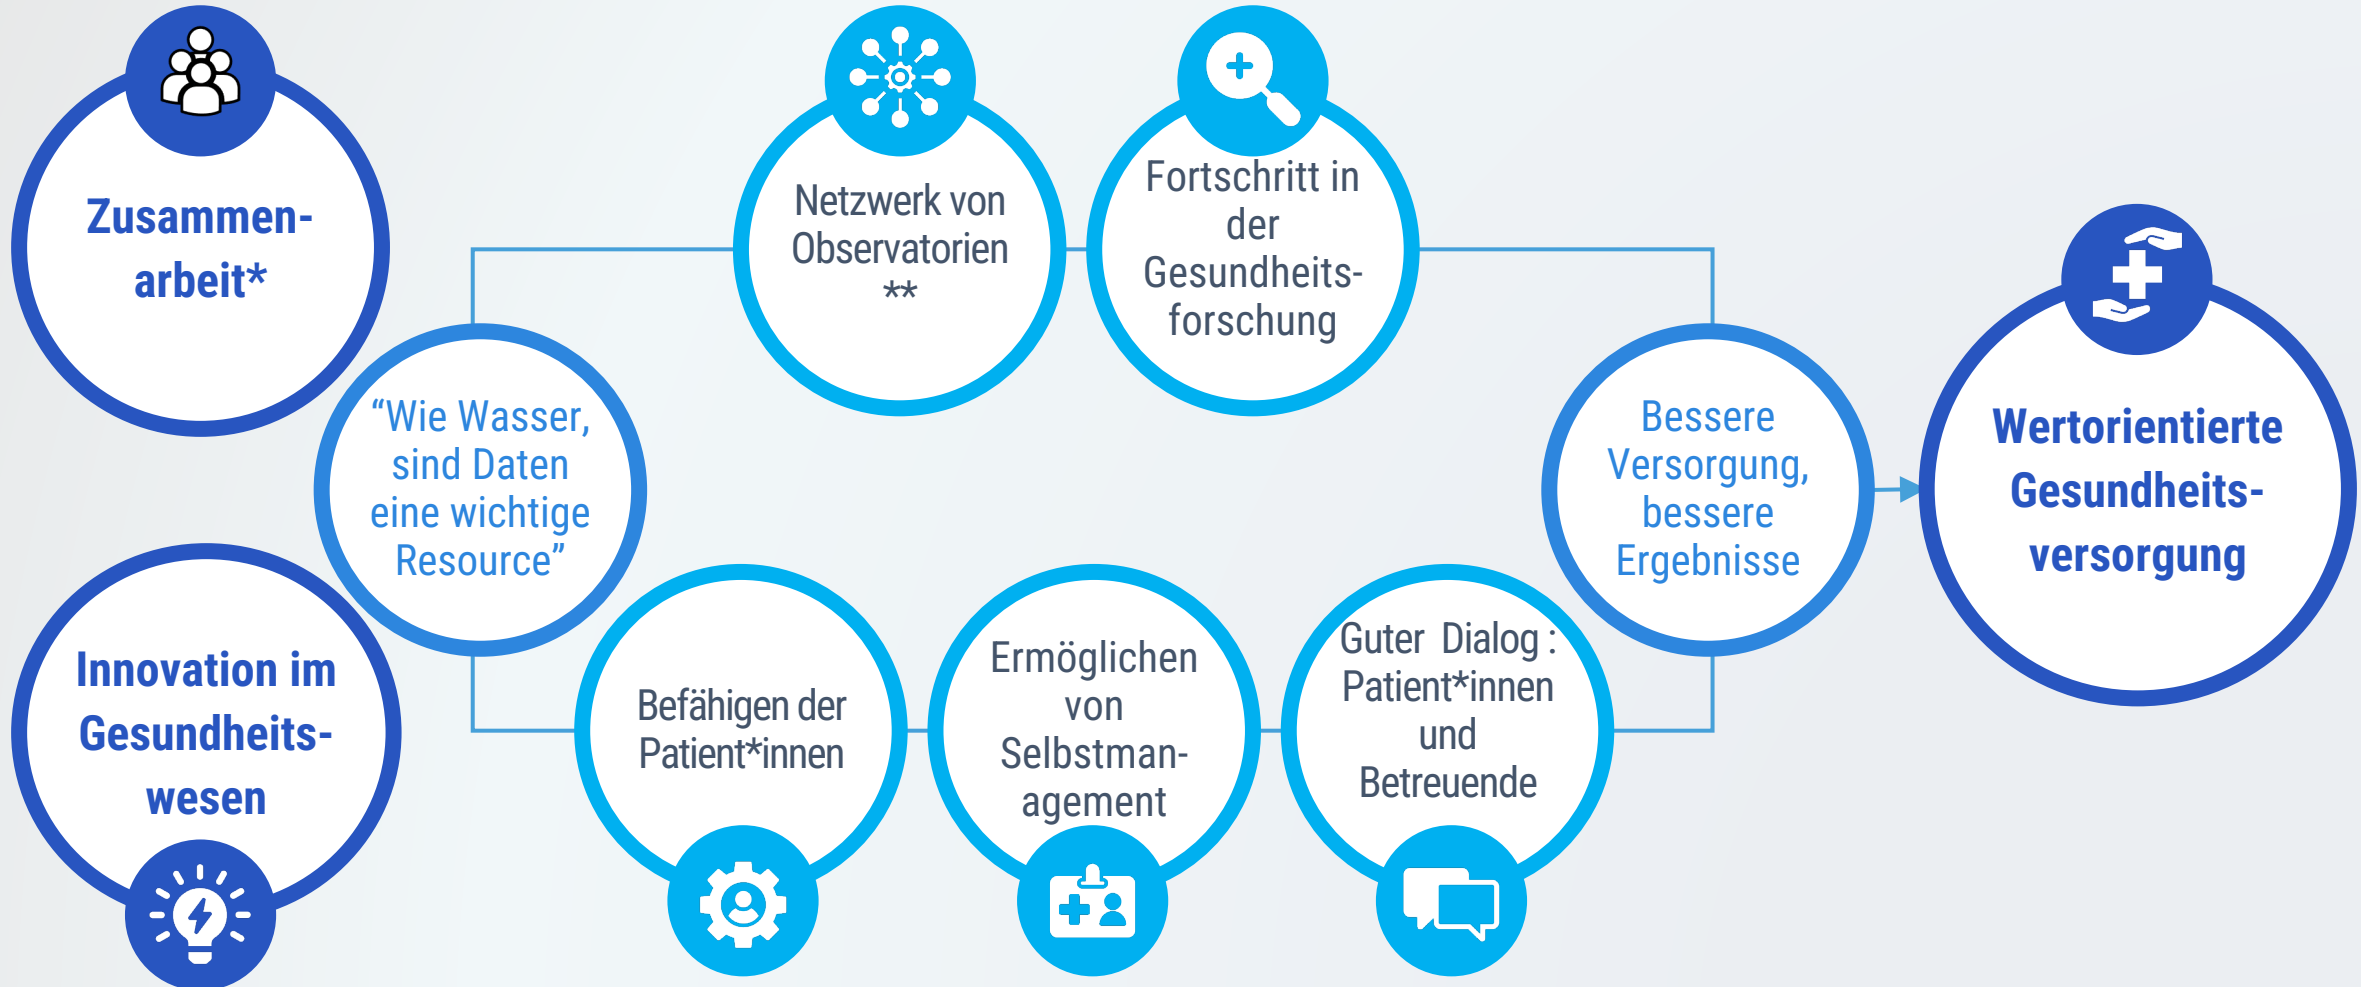 Zusammen-
arbeit*
Innovation im
Gesundheits-
wesen
“Wie Wasser,
sind Daten
eine wichtige
Resource”
Netzwerk von
Observatorien
**
Fortschritt in
der
Gesundheits-
forschung
Befähigen der
Patient*innen
Ermöglichen
von
Selbstman-
agement
Guter Dialog :
Patient*innen
und
Betreuende
Bessere
Versorgung,
bessere
Ergebnisse
Wertorientierte
Gesundheits-
versorgung